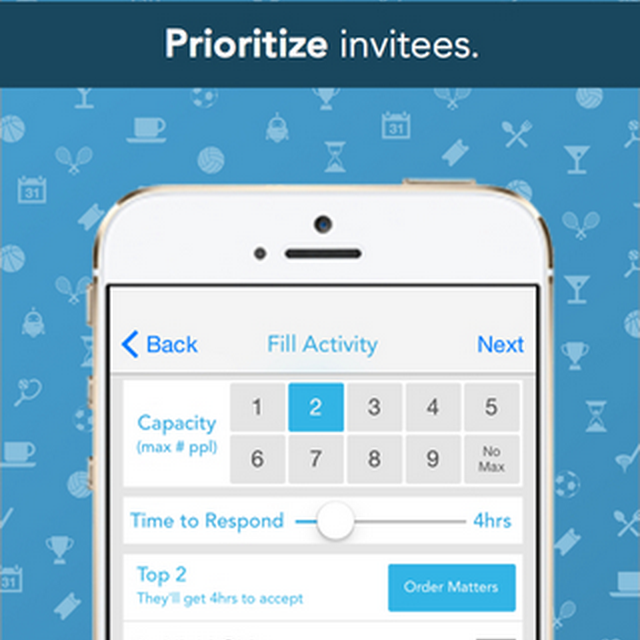 Prioritize invitees.
Back Fill Activity Next
Capacity
(max # ppl)
1 2 3 4 5
6 7 8 9 No Max
Time to Respond 4hrs
Top 2
They'll get 4hrs to accept
Order Matters
31
31
31